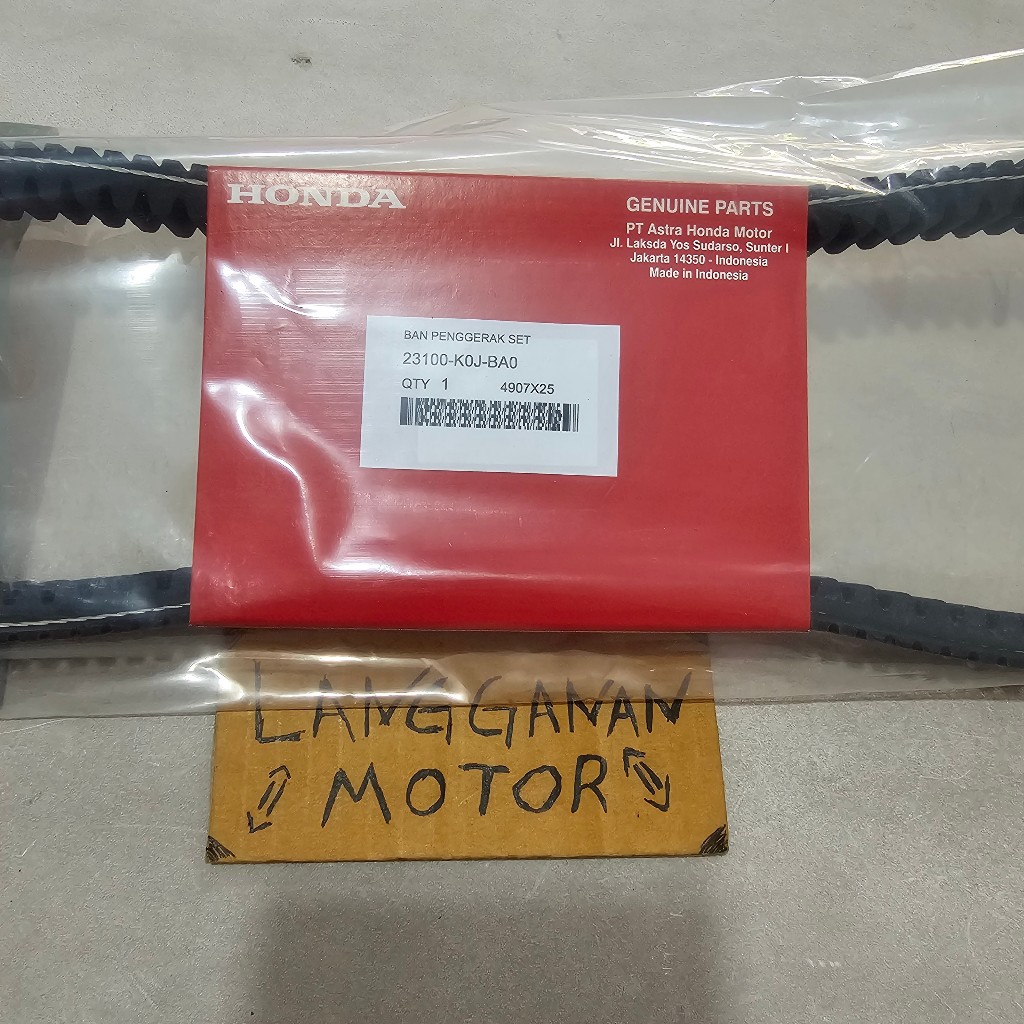 HONDA
GENUINE PARTS
PT Astra Honda Motor
Jl. Laksda Yos Sudarso, Sunter I
Jakarta 14350 - Indonesia
Made in Indonesia
BAN PENGGERAK SET
23100-K0J-BA0
QTY 1 4907X25
LANGGANAN
MOTOR